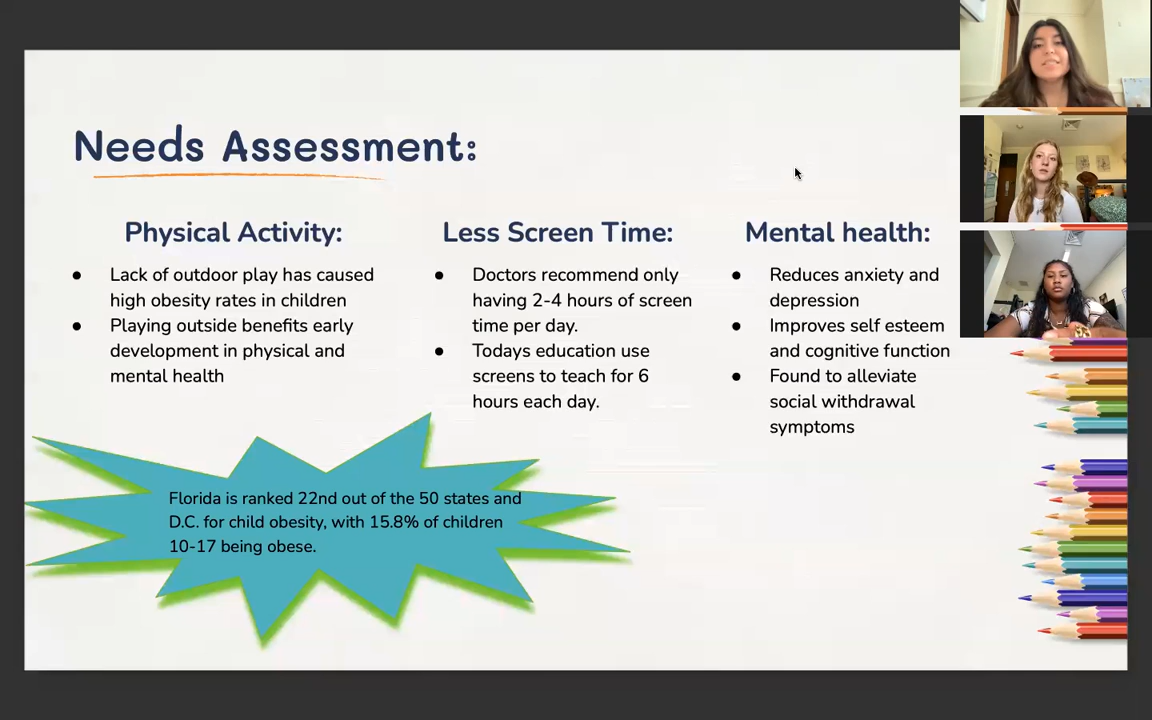 Needs Assessment:
Physical Activity:
● Lack of outdoor play has caused
high obesity rates in children
● Playing outside benefits early
development in physical and
mental health
Less Screen Time:
● Doctors recommend only
having 2-4 hours of screen
time per day.
● Todays education use
screens to teach for 6
hours each day.
Mental health:
● Reduces anxiety and
depression
● Improves self esteem
and cognitive function
● Found to alleviate
social withdrawal
symptoms
Florida is ranked 22nd out of the 50 states and
D.C. for child obesity, with 15.8% of children
10-17 being obese.